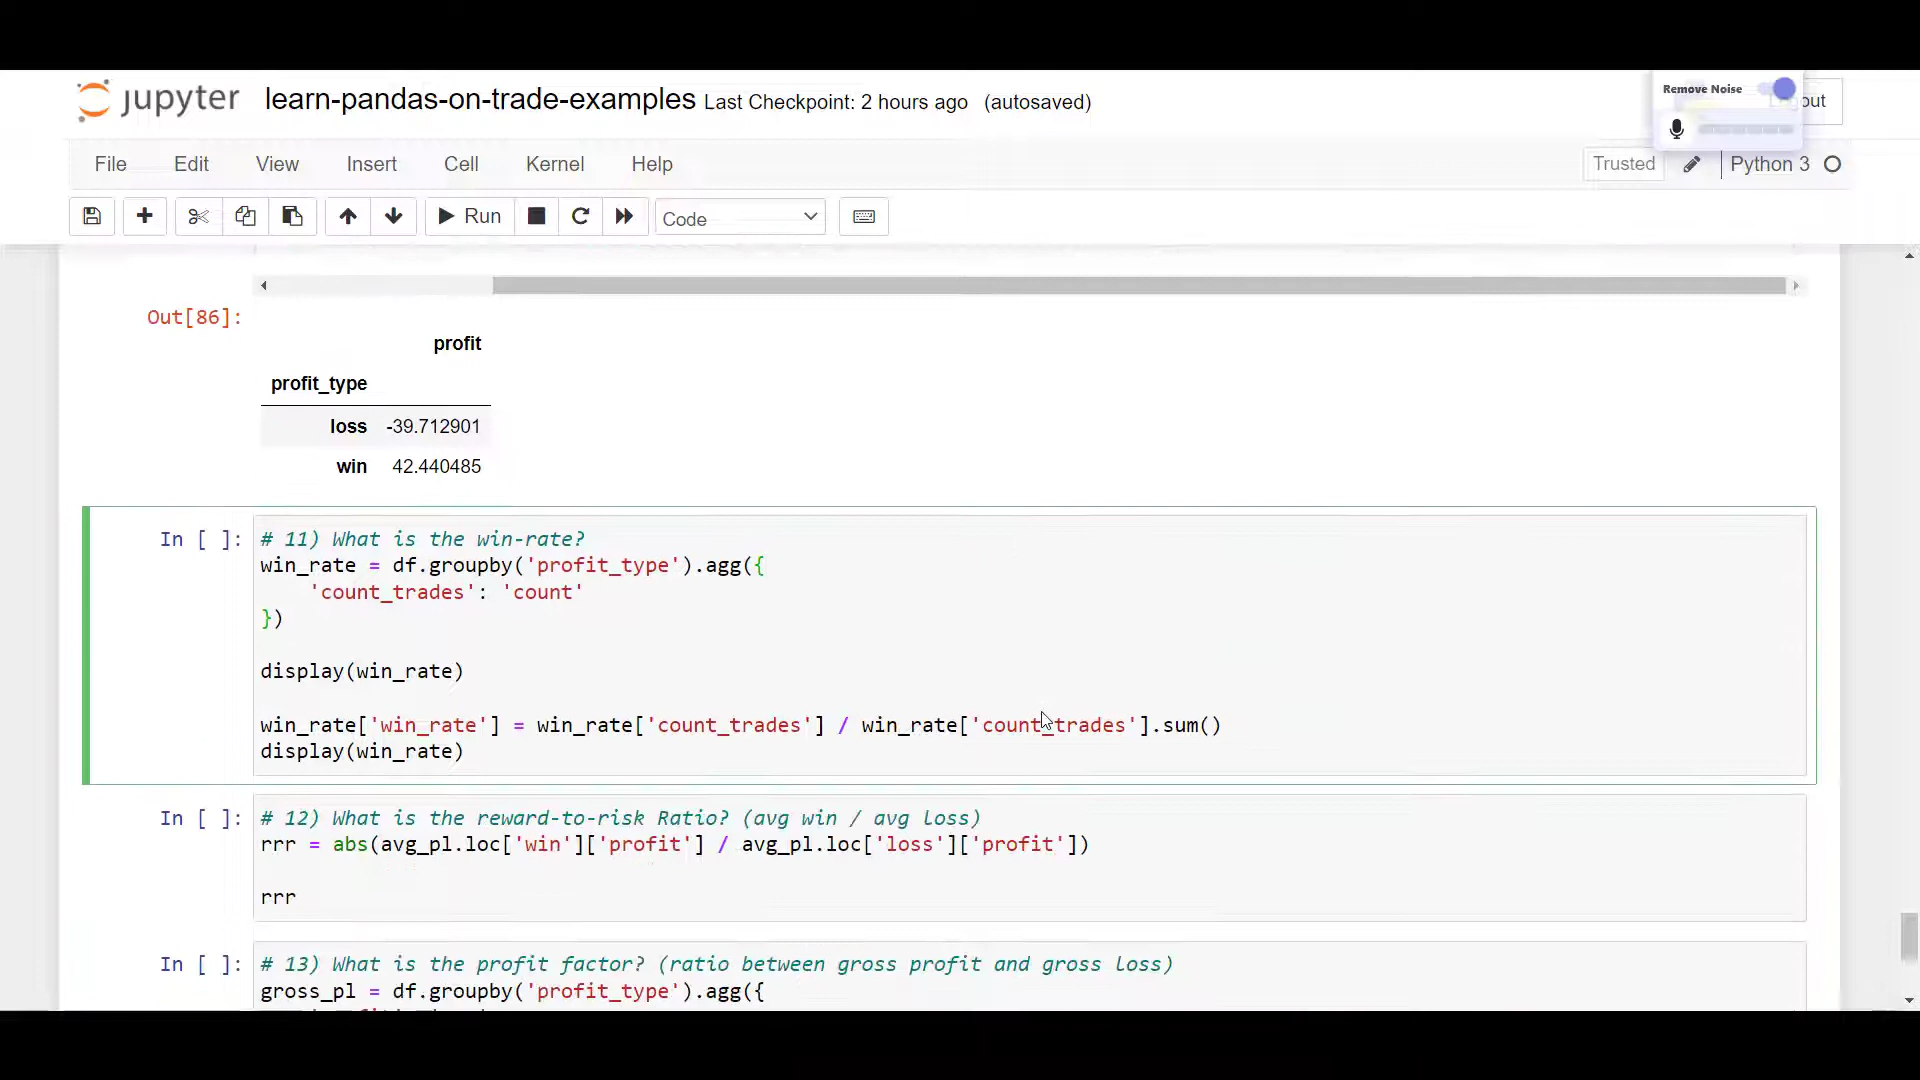 Remove Noise
jupyter learn-pandas-on-trade-examples Last Checkpoint: 2 hours ago (autosaved)
out
File Edit View Insert Cell Kernel Help
Trusted Python 3
Run Code
Out[86]:
profit
profit_type
loss -39.712901
win 42.440485
In [ ]: # 11) What is the win-rate?
win_rate = df.groupby('profit_type').agg({
'count_trades': 'count'
})
display(win_rate)
win_rate['win_rate'] = win_rate['count_trades'] / win_rate['count_trades'].sum()
display(win_rate)
In [ ]: # 12) What is the reward-to-risk Ratio? (avg win / avg loss)
rrr = abs(avg_pl.loc['win']['profit'] / avg_pl.loc['loss']['profit'])
rrr
In [ ]: # 13) What is the profit factor? (ratio between gross profit and gross loss)
gross_pl = df.groupby('profit_type').agg({